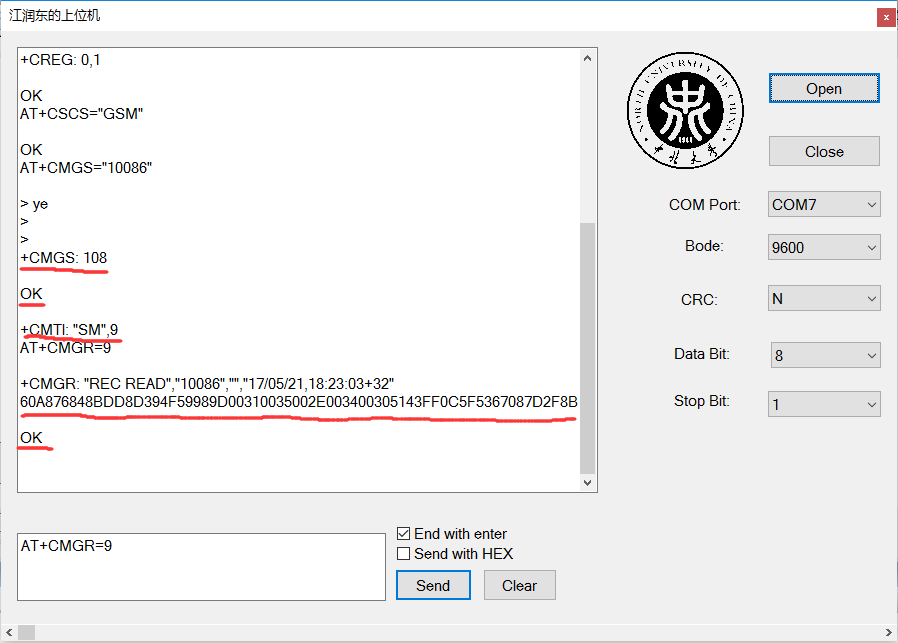 江润东的上位机
x
+CREG: 0,1
OK
AT+CSCS="GSM"
OK
AT+CMGS="10086"
> ye
>
>
+CMGS: 108
OK
+CMTI: "SM",9
AT+CMGR=9
+CMGR: "REC READ","10086","","17/05/21,18:23:03+32"
60A876848BDD8D394F59989D00310035002E003400305143FF0C5F5367087D2F8B
OK
NORTH UNIVERSITY OF CHINA
1941
中北大学
Open
Close
COM Port:
COM7
Bode:
9600
CRC:
N
Data Bit:
8
Stop Bit:
1
AT+CMGR=9
End with enter
Send with HEX
Send
Clear